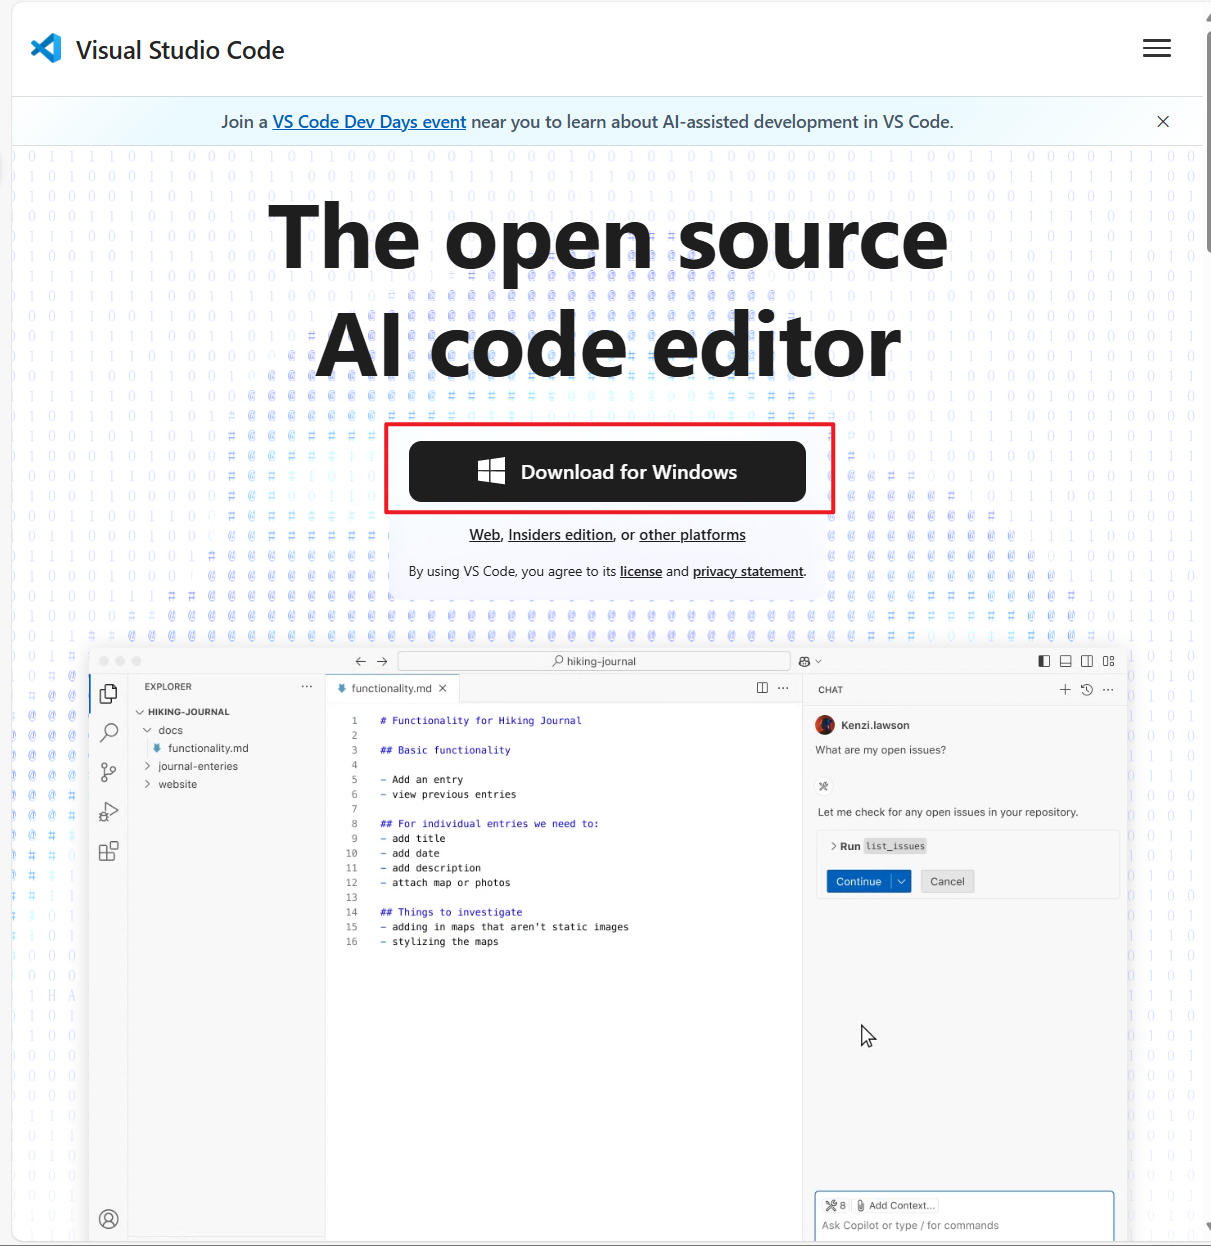 Visual Studio Code
Join a VS Code Dev Days event near you to learn about AI-assisted development in VS Code.
The open source
AI code editor
Download for Windows
Web, Insiders edition, or other platforms
By using VS Code, you agree to its license and privacy statement.
hiking-journal
EXPLORER
HIKING-JOURNAL
docs
functionality.md
journal-enteries
website
functionality.md
1 # Functionality for Hiking Journal
2
3 ## Basic functionality
4
5 - Add an entry
6 - view previous entries
7
8 ## For individual entries we need to:
9 - add title
10 - add date
11 - add description
12 - attach map or photos
13
14 ## Things to investigate
15 - adding in maps that aren't static images
16 - stylizing the maps
CHAT
Kenzi.lawson
What are my open issues?
Let me check for any open issues in your repository.
Run list_issues
Continue
Cancel
8 Add Context...
Ask Copilot or type / for commands